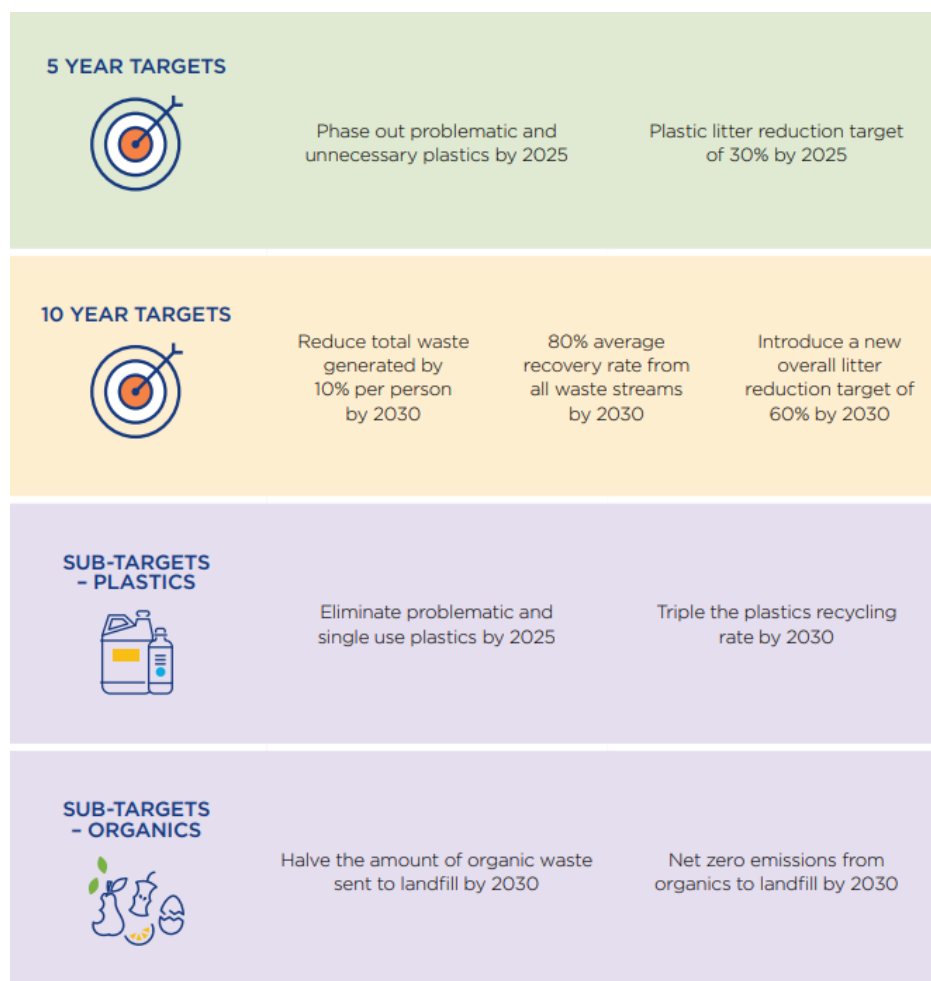 5 YEAR TARGETS
Phase out problematic and
unnecessary plastics by 2025
Plastic litter reduction target
of 30% by 2025
10 YEAR TARGETS
Reduce total waste
generated by
10% per person
by 2030
80% average
recovery rate from
all waste streams
by 2030
Introduce a new
overall litter
reduction target of
60% by 2030
SUB-TARGETS
– PLASTICS
Eliminate problematic and
single use plastics by 2025
Triple the plastics recycling
rate by 2030
SUB-TARGETS
– ORGANICS
Halve the amount of organic waste
sent to landfill by 2030
Net zero emissions from
organics to landfill by 2030